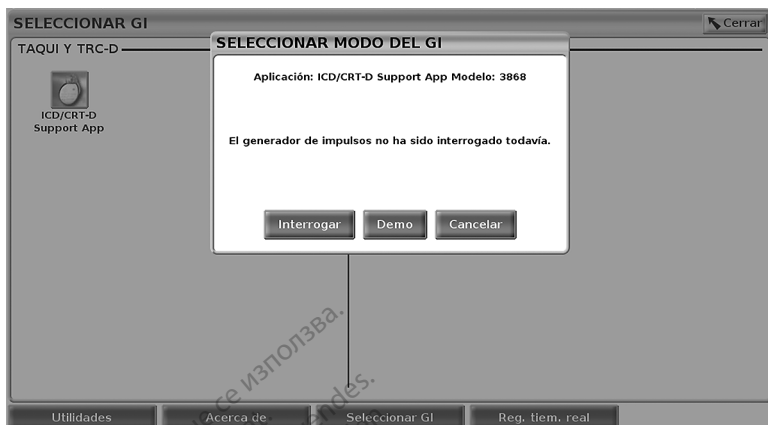 SELECCIONAR GI
Cerrar
TAQUI Y TRC-D
ICD/CRT-D
Support App
SELECCIONAR MODO DEL GI
Aplicación: ICD/CRT-D Support App Modelo: 3868
El generador de impulsos no ha sido interrogado todavía.
Interrogar
Demo
Cancelar
се използва.
Utilidades
Acerca de
Seleccionar GI
Reg. tiem. real